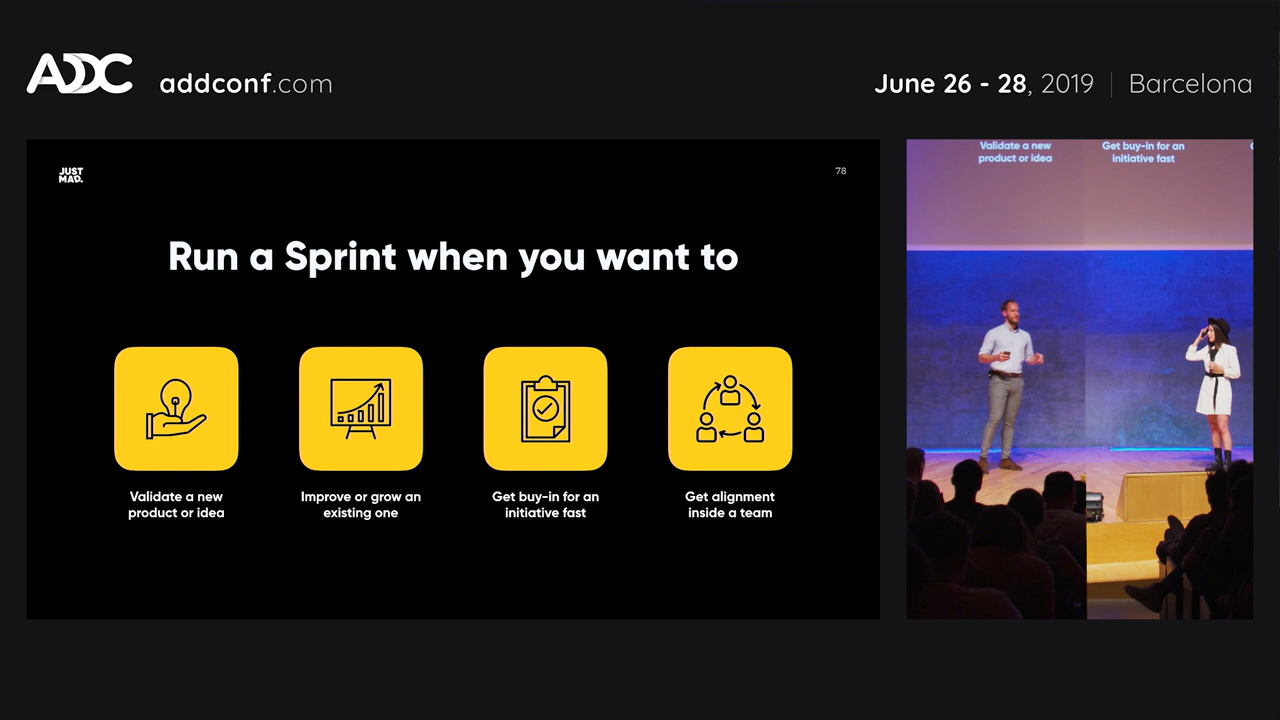 ADDC addconf.com
June 26 - 28, 2019 | Barcelona
JUST
MAD.
78
Run a Sprint when you want to
Validate a new
product or idea
Improve or grow an
existing one
Get buy-in for an
initiative fast
Get alignment
inside a team
Validate a new
product or idea
Get buy-in for an
initiative fast